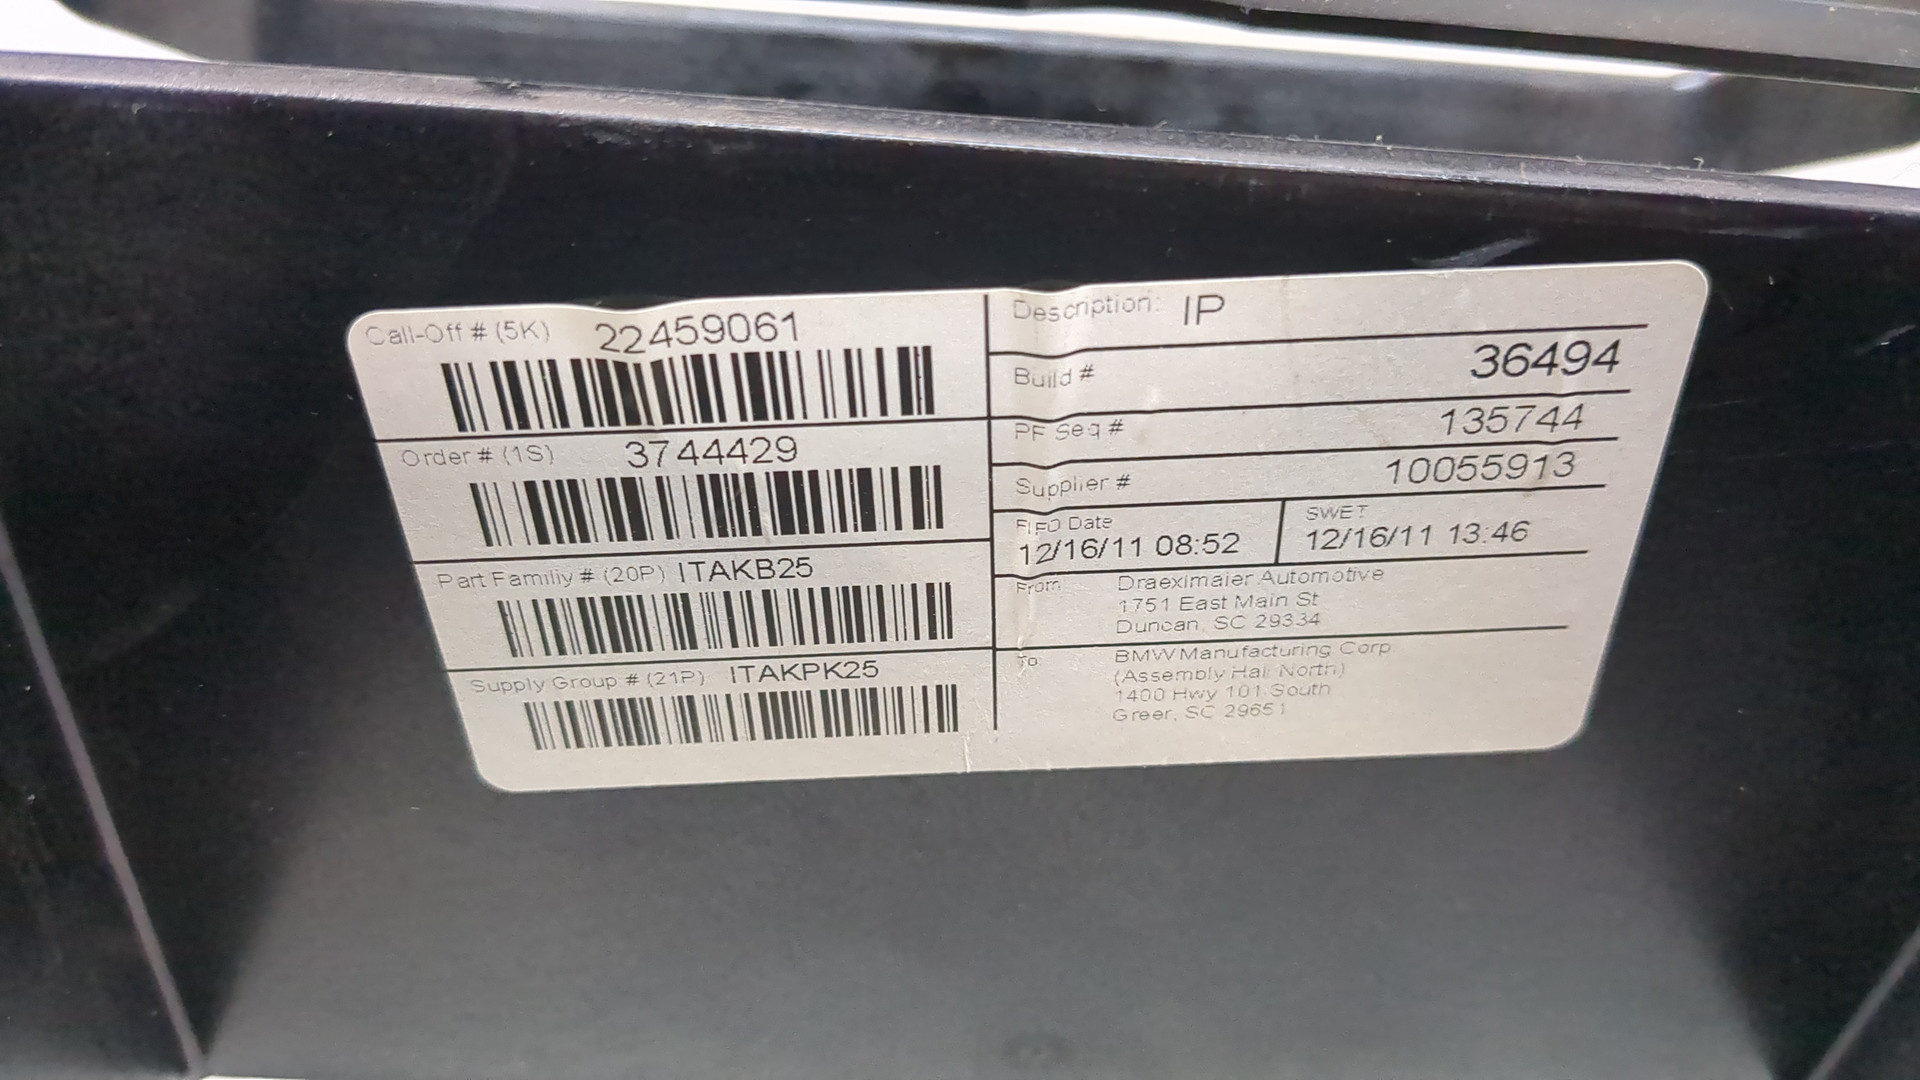 Call-Off # (5K) 22459061
Order # (1S) 3744429
Part Familiy # (20P) ITAKB25
Supply Group # (21P) ITAKPK25
Description: IP
Build # 36494
PF Seq # 135744
Supplier # 10055913
FIFO Date
12/16/11 08:52
SWET
12/16/11 13:46
From: Draeximaier Automotive
1751 East Main St
Duncan, SC 29334
To: BMW Manufacturing Corp
(Assembly Hall North)
1400 Hwy 101 South
Greer, SC 29651